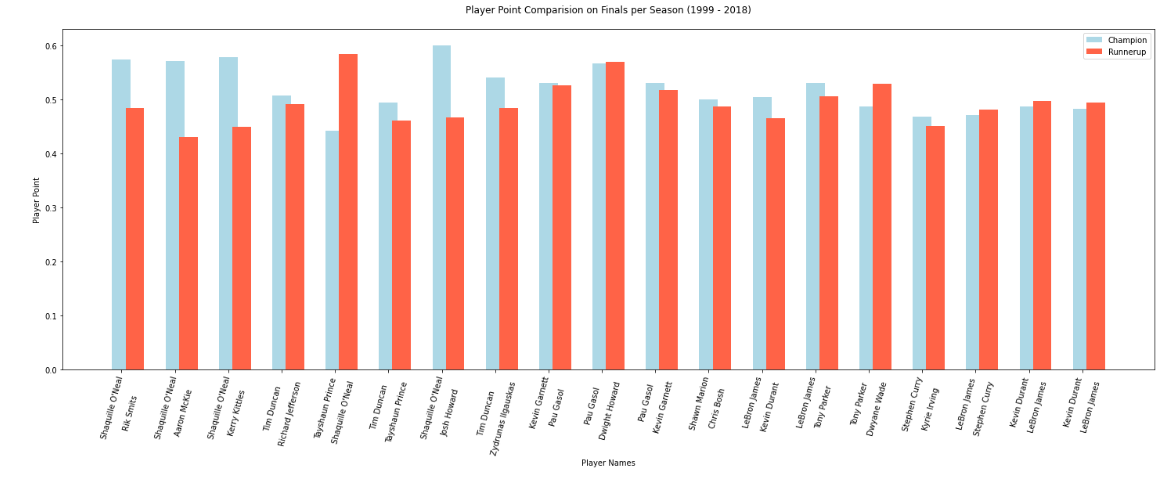 Player Point Comparision on Finals per Season (1999 - 2018)
Champion
Runnerup
0.6
0.5
0.4
0.3
0.2
0.1
0.0
Player Point
Shaquille O'Neal
Rik Smits
Shaquille O'Neal
Aaron McKie
Shaquille O'Neal
Kerry Kittles
Tim Duncan
Richard Jefferson
Tayshaun Prince
Shaquille O'Neal
Tim Duncan
Tayshaun Prince
Shaquille O'Neal
Josh Howard
Tim Duncan
Zydrunas Ilgauskas
Kevin Garnett
Pau Gasol
Pau Gasol
Dwight Howard
Pau Gasol
Kevin Garnett
Shawn Marion
Chris Bosh
LeBron James
Kevin Durant
LeBron James
Tony Parker
Tony Parker
Dwyane Wade
Stephen Curry
Kyrie Irving
LeBron James
Stephen Curry
Kevin Durant
LeBron James
Kevin Durant
LeBron James
Player Names